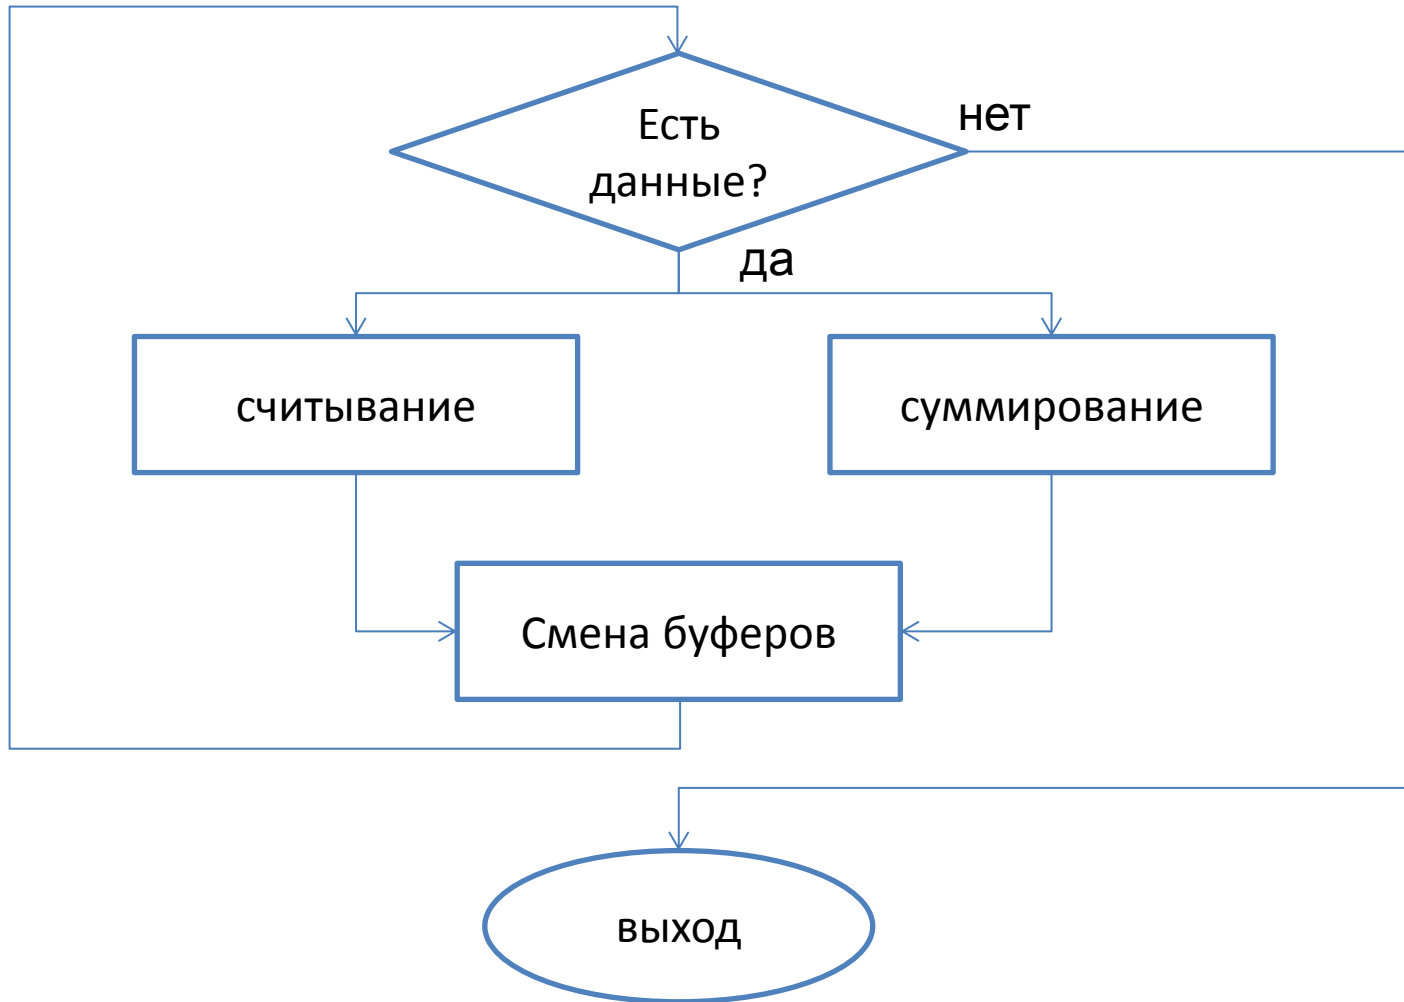 Есть
данные?
нет
да
считывание
суммирование
Смена буферов
выход